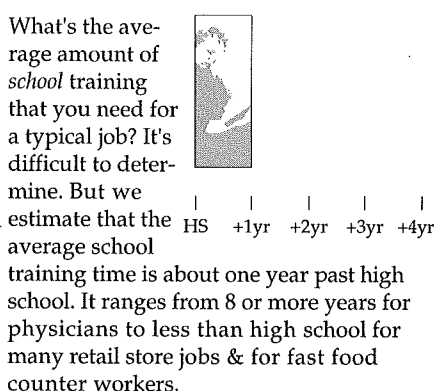 What's the ave-
rage amount of
school training
that you need for
a typical job? It's
difficult to deter-
mine. But we
estimate that the
average school
HS +1yr +2yr +3yr +4yr
training time is about one year past high
school. It ranges from 8 or more years for
physicians to less than high school for
many retail store jobs & for fast food
counter workers.